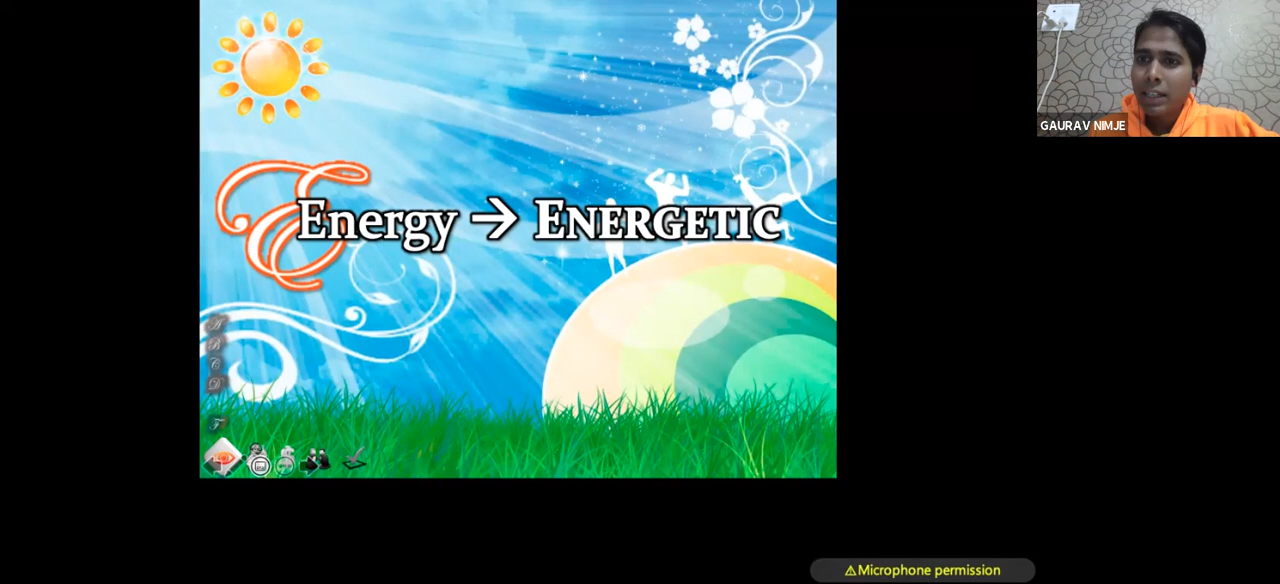 E
Energy → ENERGETIC
A
B
C
D
F
GAURAV NIMJE
⚠Microphone permission